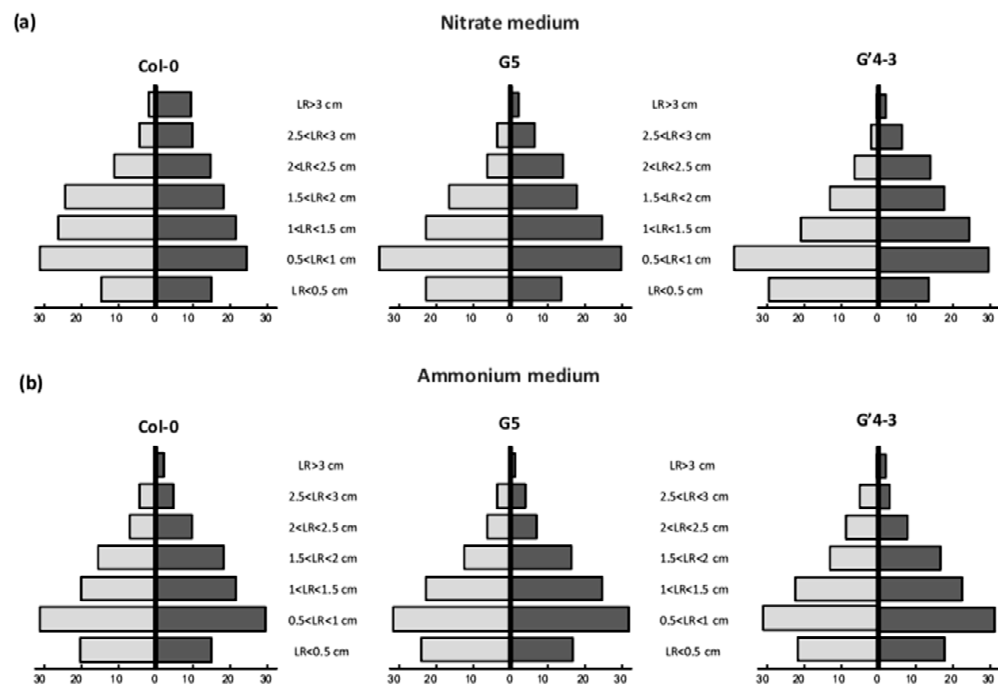 (a)
Nitrate medium
Col-0
G5
G’4-3
LR>3 cm
LR>3 cm
2.5<LR<3 cm
2.5<LR<3 cm
2<LR<2.5 cm
2<LR<2.5 cm
1.5<LR<2 cm
1.5<LR<2 cm
1<LR<1.5 cm
1<LR<1.5 cm
0.5<LR<1 cm
0.5<LR<1 cm
LR<0.5 cm
LR<0.5 cm
30 20 10 0 10 20 30
30 20 10 0 10 20 30
30 20 10 0 10 20 30
(b)
Ammonium medium
Col-0
G5
G’4-3
LR>3 cm
LR>3 cm
2.5<LR<3 cm
2.5<LR<3 cm
2<LR<2.5 cm
2<LR<2.5 cm
1.5<LR<2 cm
1.5<LR<2 cm
1<LR<1.5 cm
1<LR<1.5 cm
0.5<LR<1 cm
0.5<LR<1 cm
LR<0.5 cm
LR<0.5 cm
30 20 10 0 10 20 30
30 20 10 0 10 20 30
30 20 10 0 10 20 30